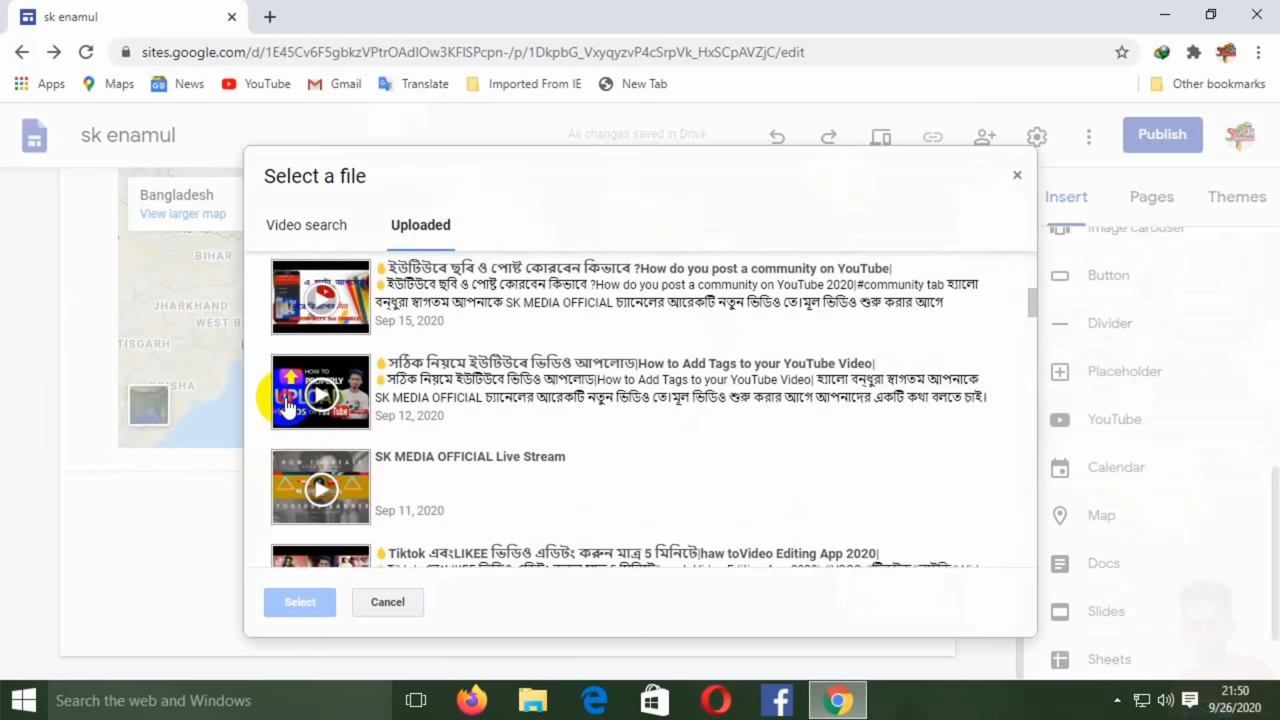 sk enamul
sites.google.com/d/1E45Cv6F5gbkzVPtrOAdIOw3KFlSPcpn-/p/1DkpbG_VxyqyzvP4cSrpVk_HxSCpAVZjC/edit
Apps
Maps
News
YouTube
Gmail
Translate
Imported From IE
New Tab
Other bookmarks
sk enamul
All changes saved in Drive
Publish
Bangladesh
View larger map
BIHAR
JHARKHAND
WEST B
TISGARH
Select a file
Video search
Uploaded
ইউটিউবে ছবি ও পোষ্ট কোরবেন কিভাবে ?How do you post a community on YouTube|
ইউটিউবে ছবি ও পোষ্ট কোরবেন কিভাবে ?How do you post a community on YouTube 2020|#community tab হ্যালো
বন্ধুরা স্বাগতম আপনাকে SK MEDIA OFFICIAL চ্যানেলের আরেকটি নতুন ভিডিও তে।মূল ভিডিও শুরু করার আগে
Sep 15, 2020
HOW TO
সঠিক নিয়মে ইউটিউবে ভিডিও আপলোড|How to Add Tags to your YouTube Video|
সঠিক নিয়মে ইউটিউবে ভিডিও আপলোড|How to Add Tags to your YouTube Video| হ্যালো বন্ধুরা স্বাগতম আপনাকে
SK MEDIA OFFICIAL চ্যানেলের আরেকটি নতুন ভিডিও তে।মূল ভিডিও শুরু করার আগে আপনাদের একটি কথা বলতে চাই।
Sep 12, 2020
SK MEDIA OFFICIAL Live Stream
Sep 11, 2020
Tiktok এবংLIKEE ভিডিও এডিটং করুন মাত্র 5 মিনিটে|haw toVideo Editing App 2020|
Select
Cancel
Insert
Pages
Themes
Image carousel
Button
Divider
Placeholder
YouTube
Calendar
Map
Docs
Slides
Sheets
Search the web and Windows
21:50
9/26/2020